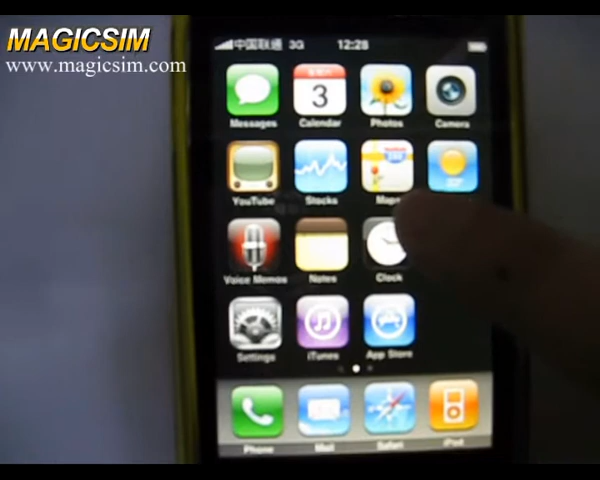 MAGICSIM
www.magicsim.com
中国联通 3G 12:28
3
Messages Calendar Photos Camera
YouTube Stocks Maps
Voice Memos Notes Clock
Settings iTunes App Store
Phone Mail Safari iPod